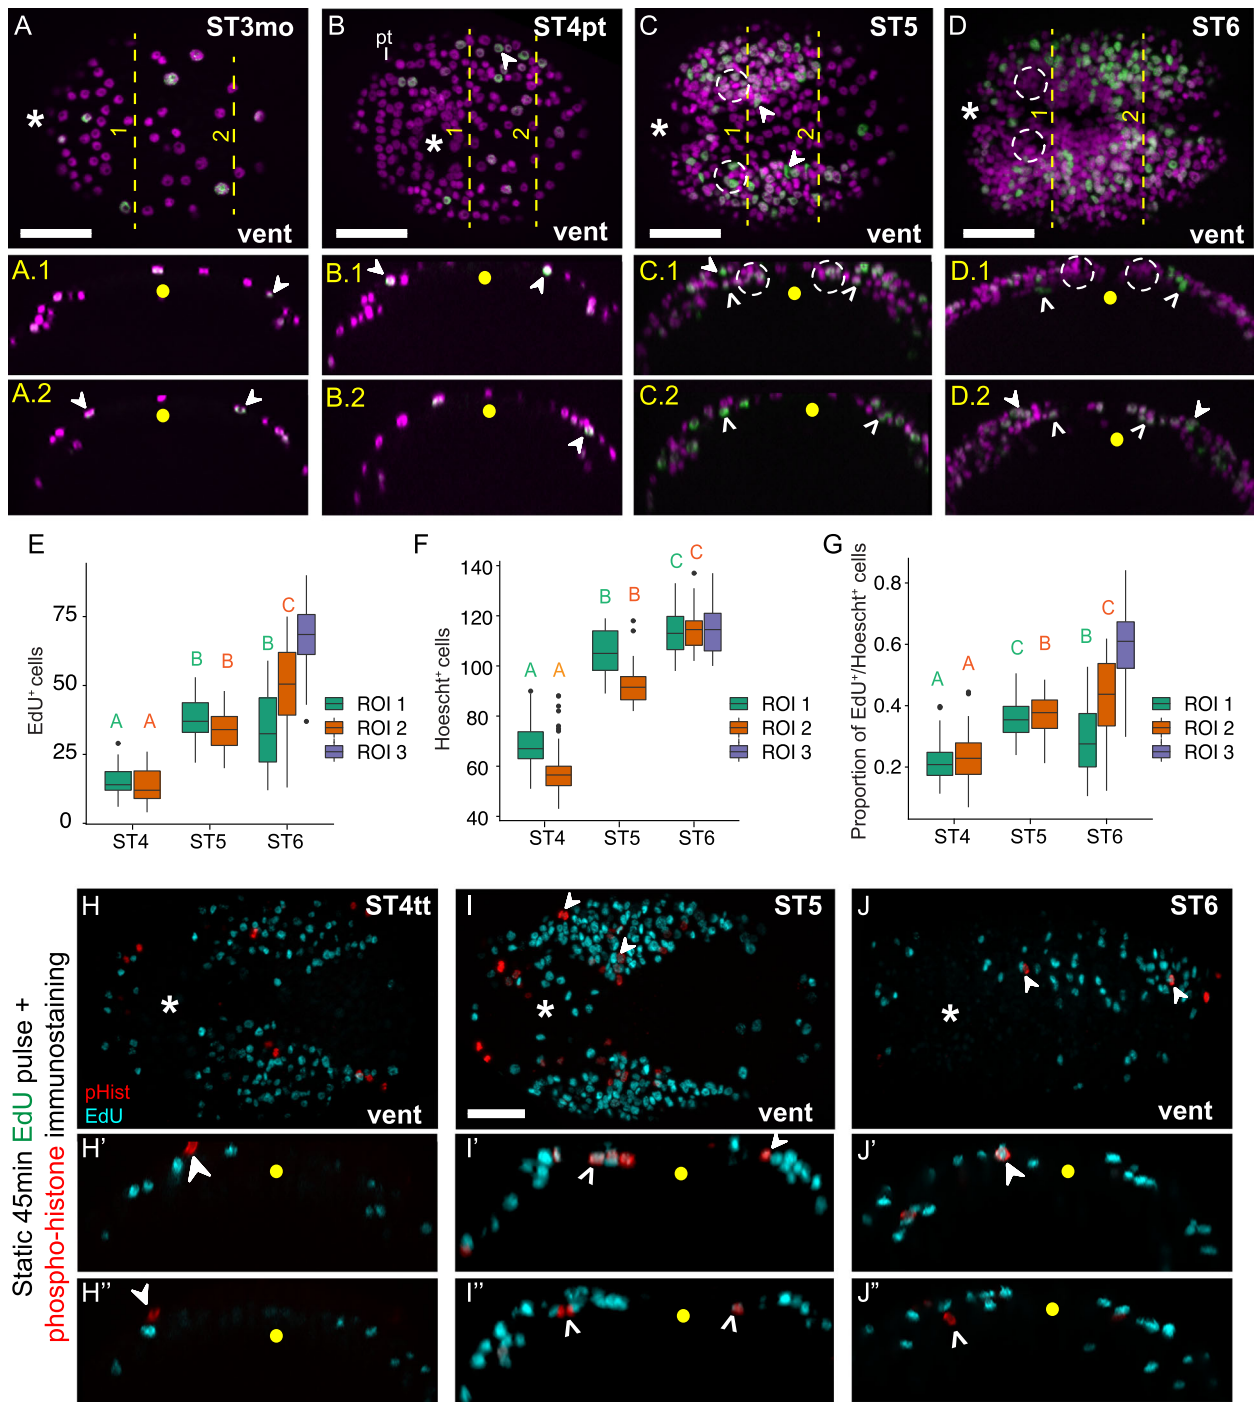 A ST3mo
* 1 2
vent
B ST4pt
pt
* 1 2
vent
C ST5
* 1 2
vent
D ST6
* 1 2
vent
A.1
B.1
C.1
D.1
A.2
B.2
C.2
D.2
E
EdU⁺ cells
75
50
25
0
A A B B B C
ST4 ST5 ST6
ROI 1
ROI 2
ROI 3
F
Hoescht⁺ cells
140
120
100
80
60
40
A A B B C C
ST4 ST5 ST6
ROI 1
ROI 2
ROI 3
G
Proportion of EdU⁺/Hoescht⁺ cells
0.8
0.6
0.4
0.2
A A C B B C
ST4 ST5 ST6
ROI 1
ROI 2
ROI 3
Static 45min EdU pulse +
phospho-histone immunostaining
H ST4tt
*
pHist
EdU
vent
I ST5
*
vent
J ST6
*
vent
H'
I'
J'
H''
I''
J''